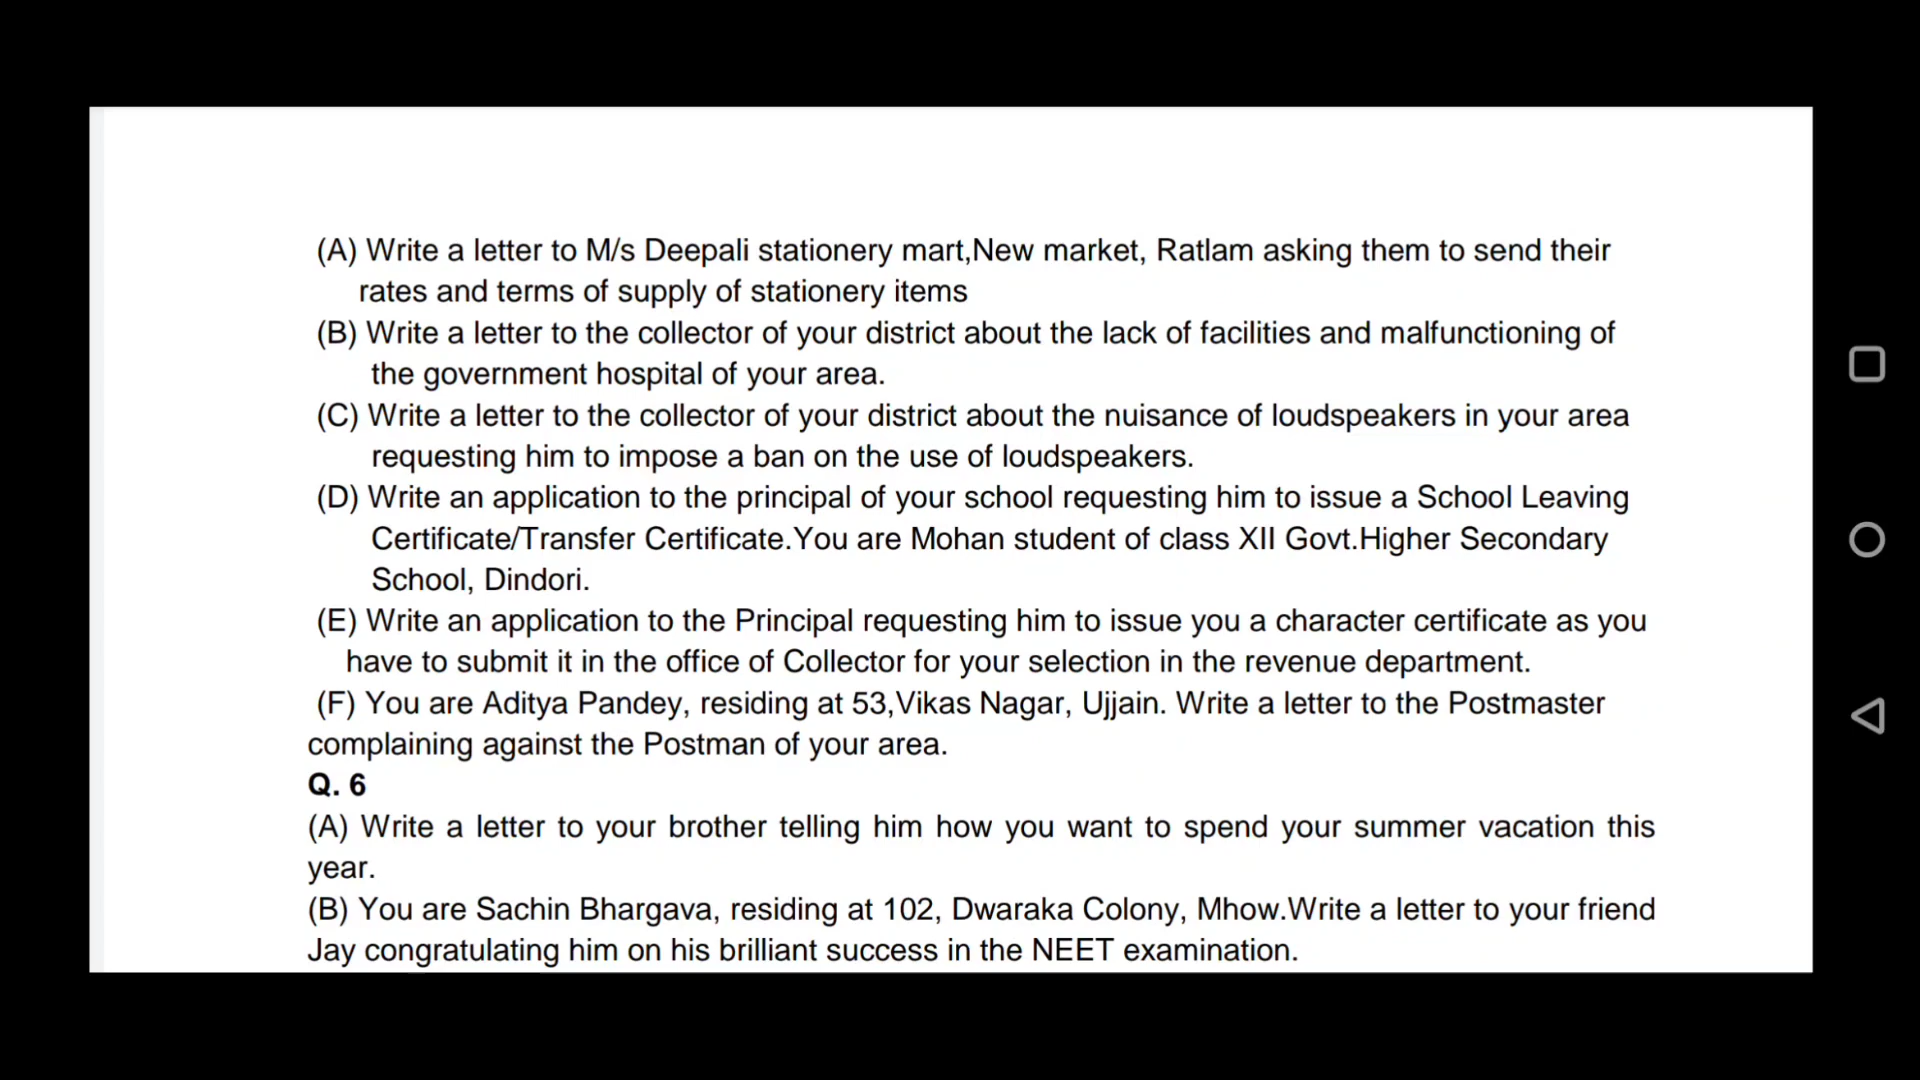 (A) Write a letter to M/s Deepali stationery mart,New market, Ratlam asking them to send their
rates and terms of supply of stationery items
(B) Write a letter to the collector of your district about the lack of facilities and malfunctioning of
the government hospital of your area.
(C) Write a letter to the collector of your district about the nuisance of loudspeakers in your area
requesting him to impose a ban on the use of loudspeakers.
(D) Write an application to the principal of your school requesting him to issue a School Leaving
Certificate/Transfer Certificate.You are Mohan student of class XII Govt.Higher Secondary
School, Dindori.
(E) Write an application to the Principal requesting him to issue you a character certificate as you
have to submit it in the office of Collector for your selection in the revenue department.
(F) You are Aditya Pandey, residing at 53,Vikas Nagar, Ujjain. Write a letter to the Postmaster
complaining against the Postman of your area.
Q. 6
(A) Write a letter to your brother telling him how you want to spend your summer vacation this
year.
(B) You are Sachin Bhargava, residing at 102, Dwaraka Colony, Mhow.Write a letter to your friend
Jay congratulating him on his brilliant success in the NEET examination.